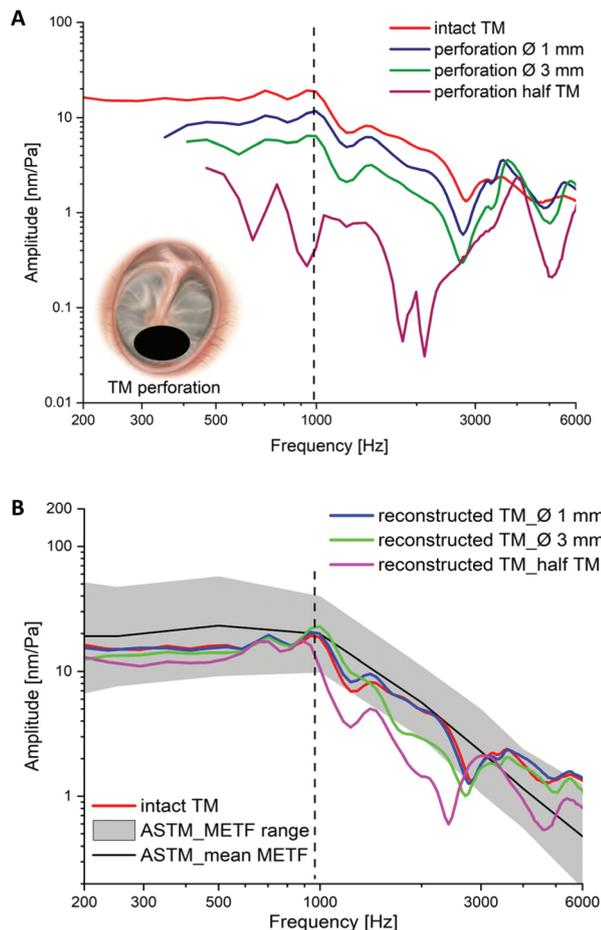 A
100
10
1
0.1
0.01
Amplitude [nm/Pa]
intact TM
perforation Ø 1 mm
perforation Ø 3 mm
perforation half TM
TM perforation
200 300 500 1000 3000 6000
Frequency [Hz]
B
200
100
10
1
Amplitude [nm/Pa]
reconstructed TM_Ø 1 mm
reconstructed TM_Ø 3 mm
reconstructed TM_half TM
intact TM
ASTM_METF range
ASTM_mean METF
200 300 500 1000 3000 6000
Frequency [Hz]